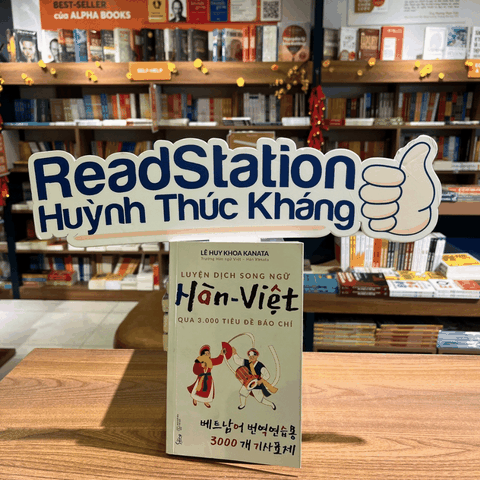 BEST-SELLER
của ALPHA BOOKS
ReadStation
Huỳnh Thúc Kháng
LÊ HUY KHOA KANATA
LUYỆN DỊCH SONG NGỮ
Hàn-Việt
QUA 3.000 TIÊU ĐỀ BÁO CHÍ
베트남어 번역연습용
3000 개 기사표제